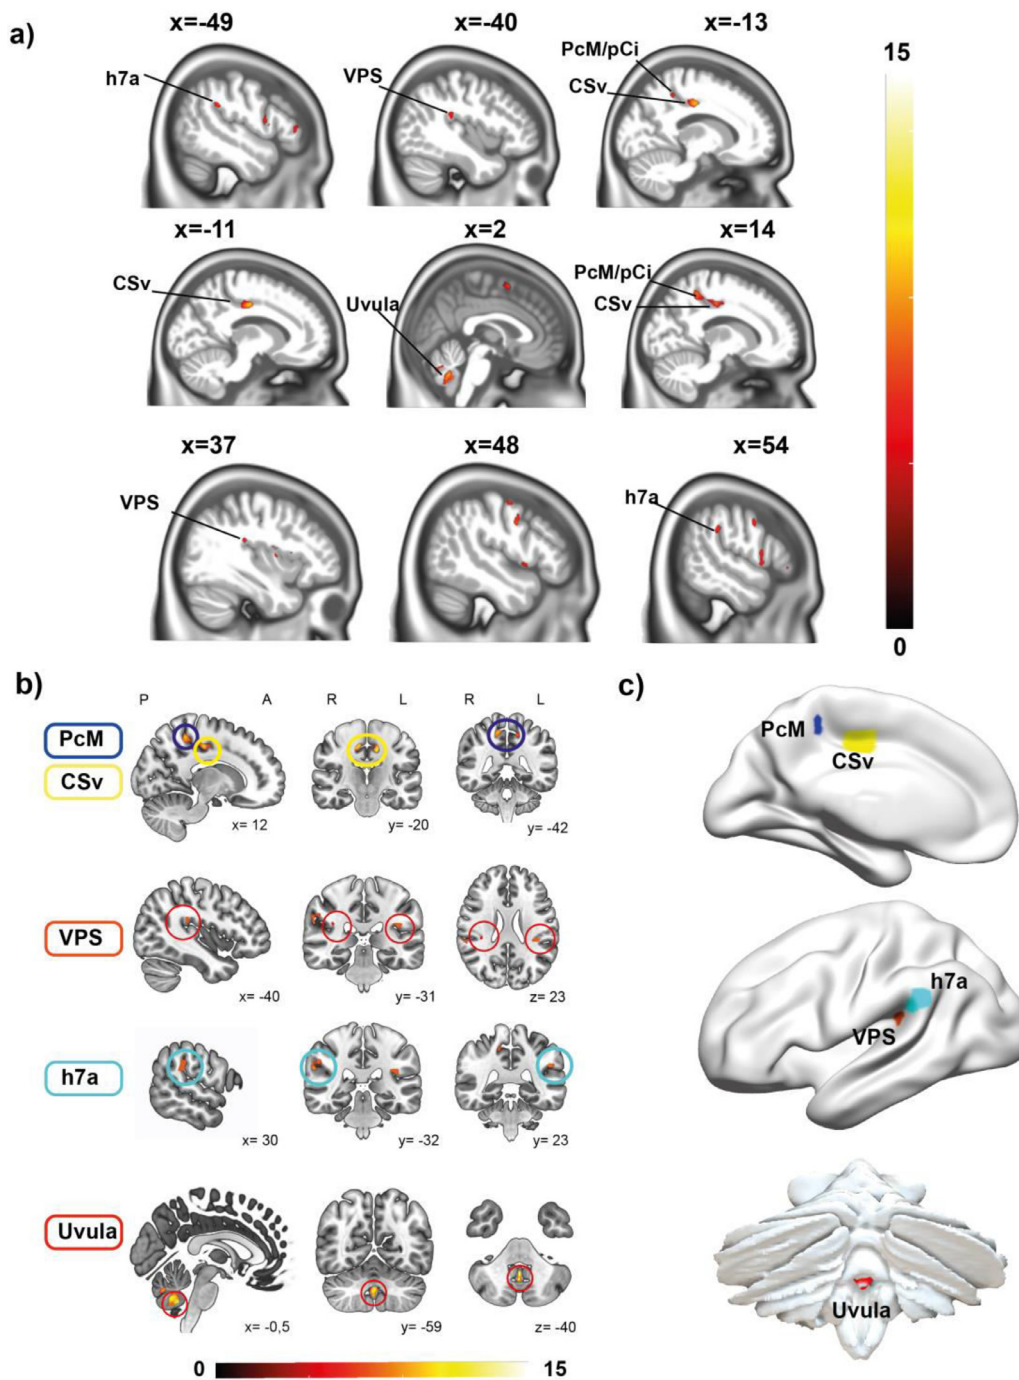 a)
x=-49
x=-40
x=-13
15
h7a
VPS
PcM/pCi
CSv
x=-11
x=2
x=14
CSv
Uvula
PcM/pCi
CSv
x=37
x=48
x=54
VPS
h7a
0
b)
P A R L R L
PcM
CSv
x= 12
y= -20
y= -42
VPS
x= -40
y= -31
z= 23
h7a
x= 30
y= -32
y= 23
Uvula
x= -0,5
y= -59
z= -40
0
15
c)
PcM
CSv
h7a
VPS
Uvula